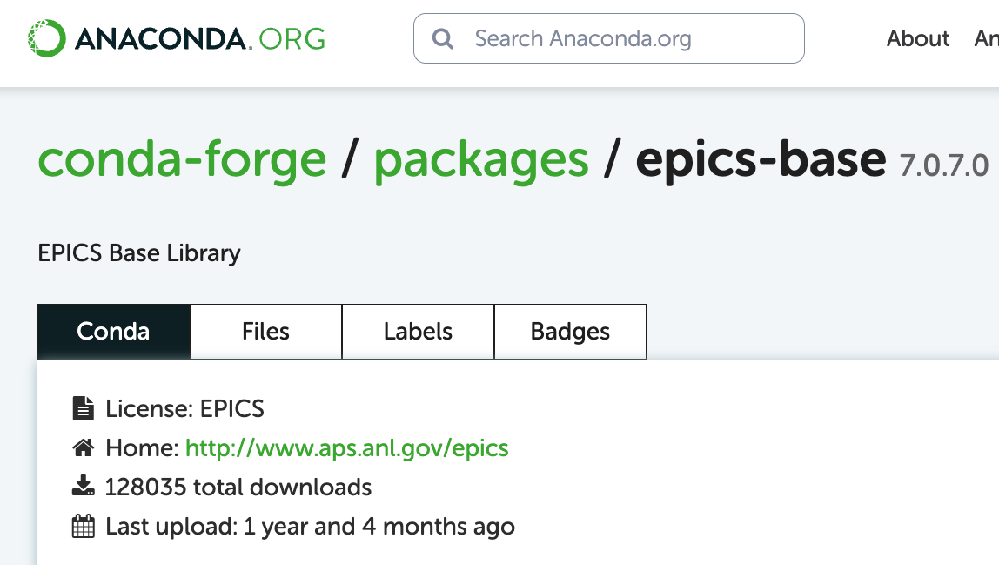 ANACONDA.ORG
Search Anaconda.org
About
conda-forge / packages / epics-base 7.0.7.0
EPICS Base Library
Conda Files Labels Badges
License: EPICS
Home: http://www.aps.anl.gov/epics
128035 total downloads
Last upload: 1 year and 4 months ago